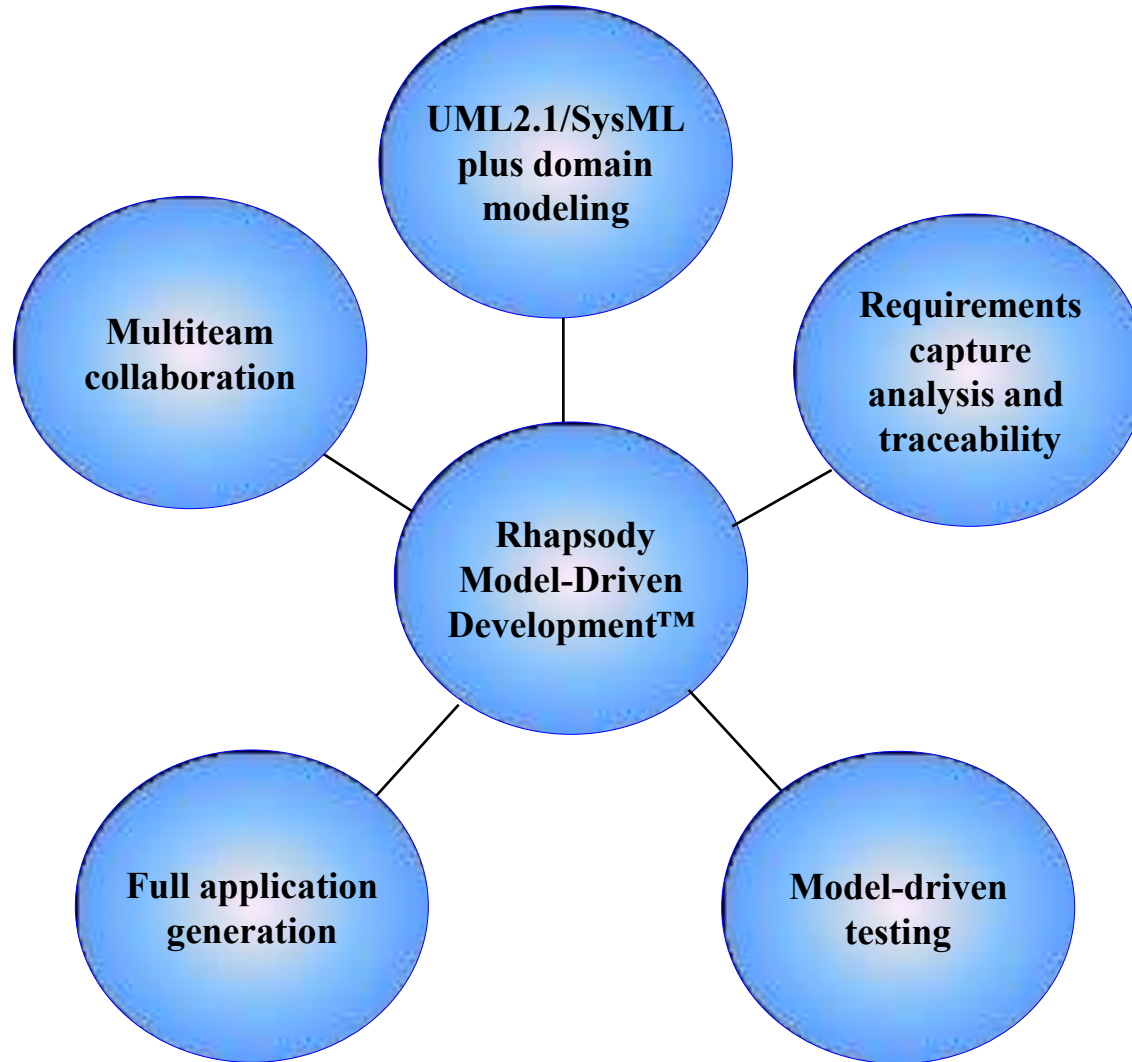 UML2.1/SysML
plus domain
modeling
Multiteam
collaboration
Requirements
capture
analysis and
traceability
Rhapsody
Model-Driven
Development™
Full application
generation
Model-driven
testing